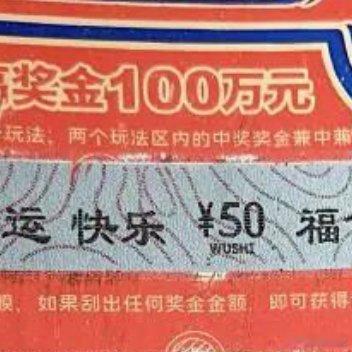 高奖金100万元
玩法，两个玩法区内的中奖奖金兼中兼
运 快乐 ¥50 福
WUSHI
膜，如果刮出任何奖金金额，即可获得